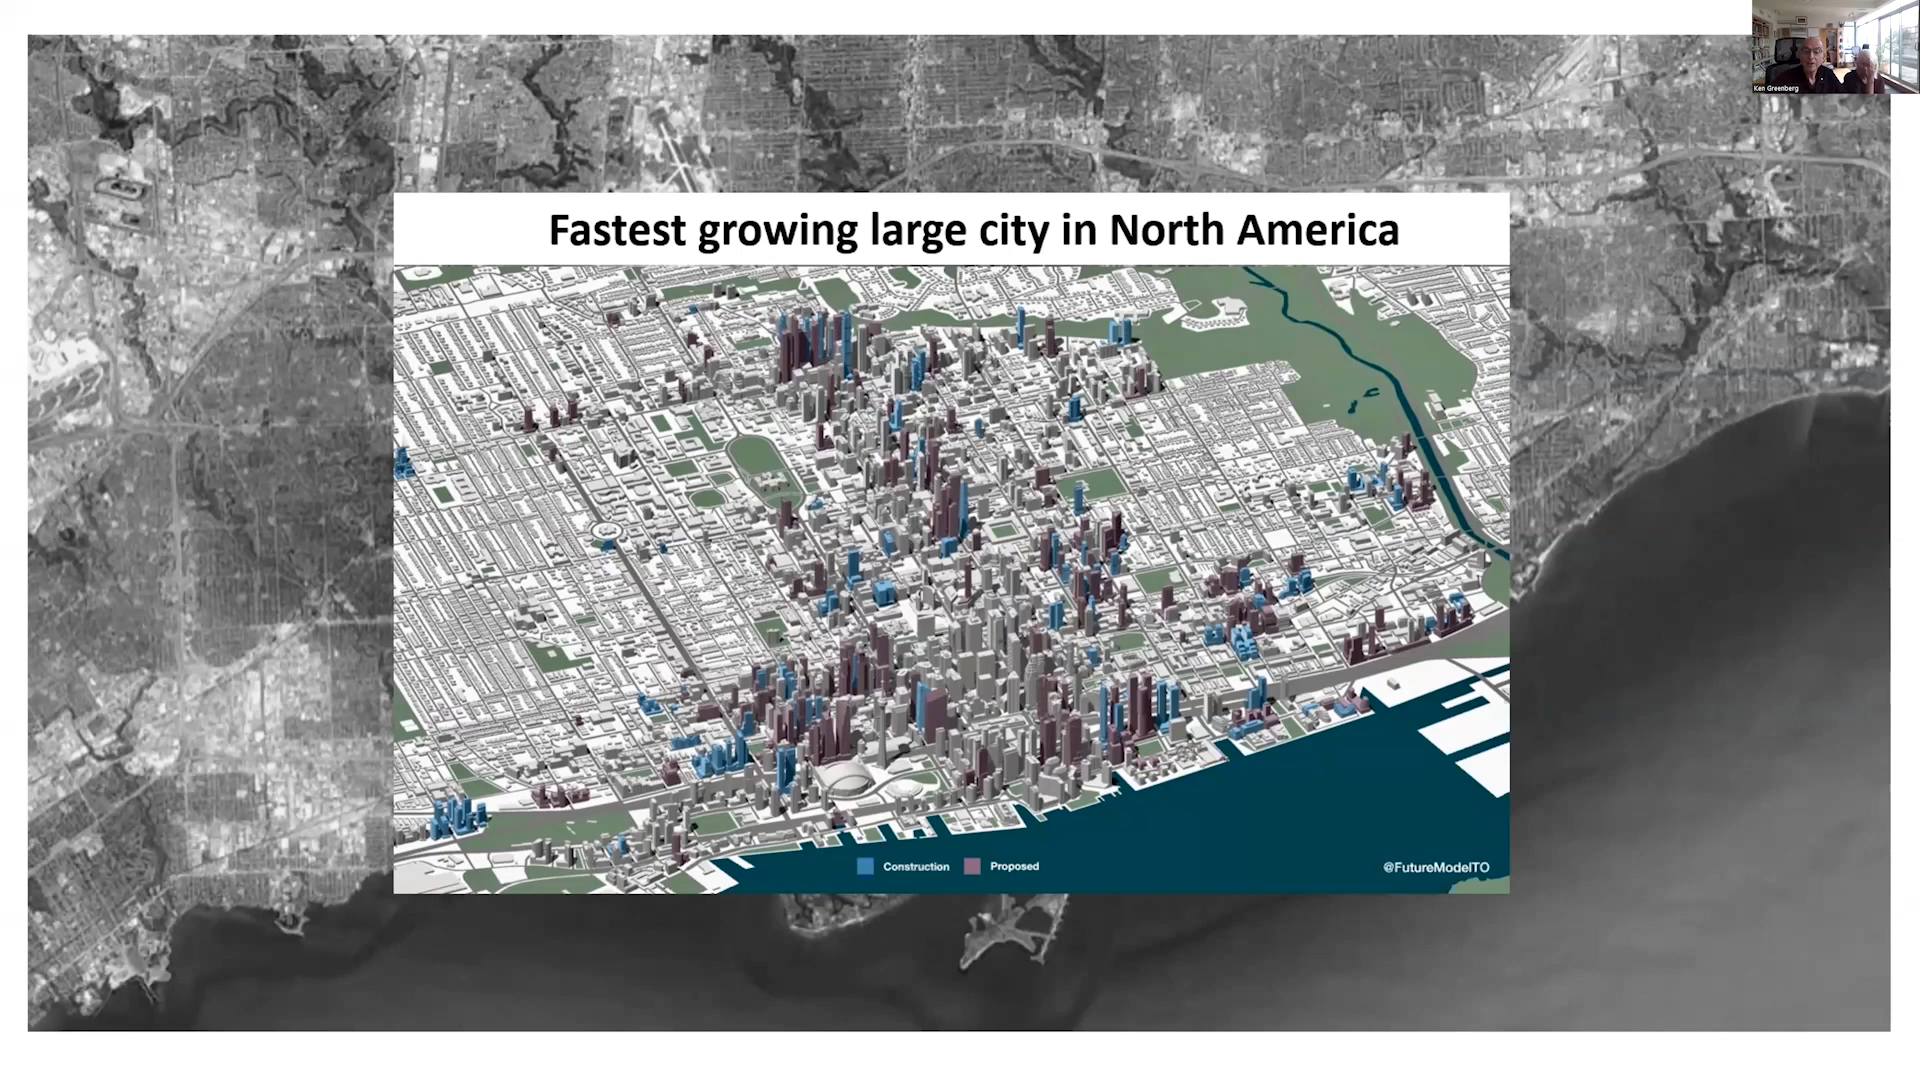 Ken Greenberg
Fastest growing large city in North America
Construction Proposed
@FutureModelTO